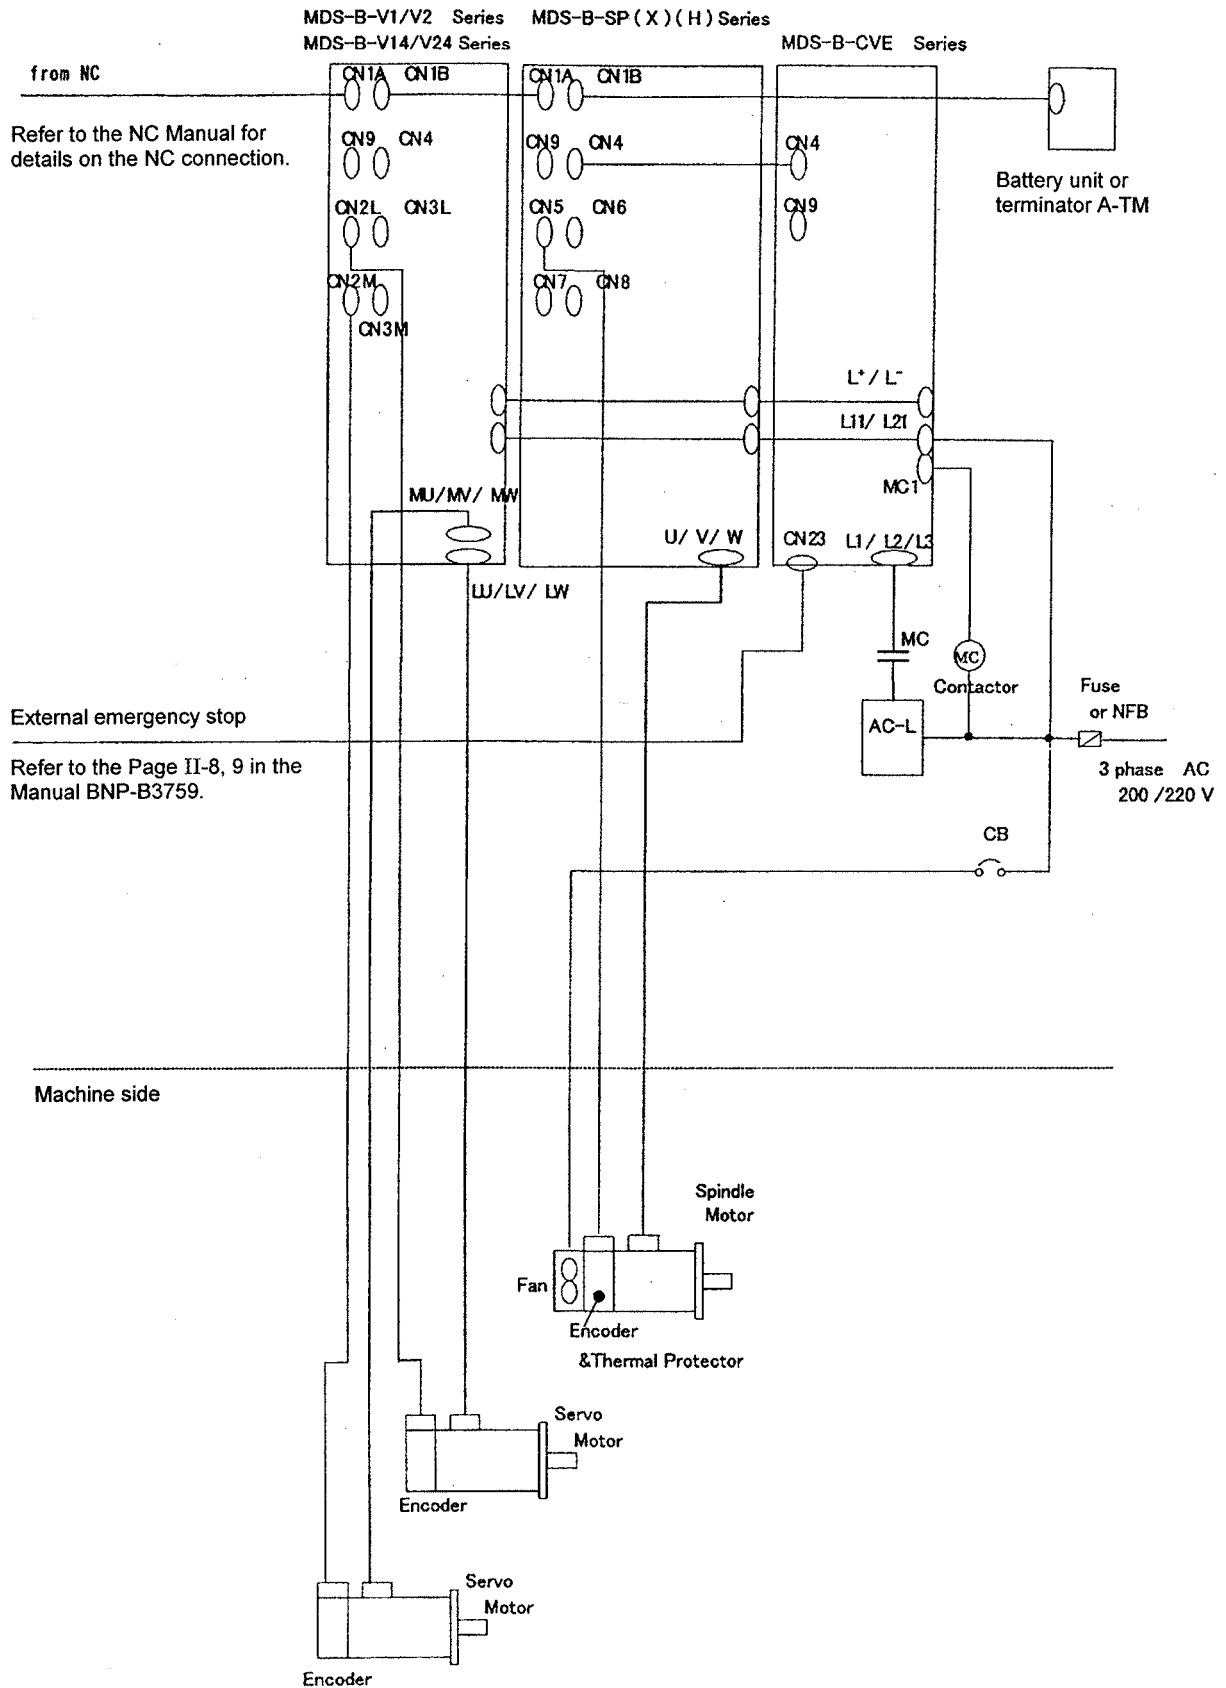 MDS-B-V1/V2 Series
MDS-B-V14/V24 Series
MDS-B-SP(X)(H)Series
MDS-B-CVE Series
from NC
CN1A CN1B
CN1A CN1B
Refer to the NC Manual for
details on the NC connection.
CN9 CN4
CN9 CN4
CN4
Battery unit or
terminator A-TM
CN2L CN3L
CN5 CN6
CN9
CN2M
CN3M
CN7 CN8
L+/ L-
L11/ L21
MC1
MU/MV/ MW
U/ V/ W
CN23
L1/ L2/L3
LU/LV/ LW
MC
MC
Contactor
Fuse
or NFB
External emergency stop
AC-L
Refer to the Page II-8, 9 in the
Manual BNP-B3759.
3 phase AC
200 /220 V
CB
Machine side
Spindle
Motor
Fan
Encoder
&Thermal Protector
Servo
Motor
Encoder
Servo
Motor
Encoder